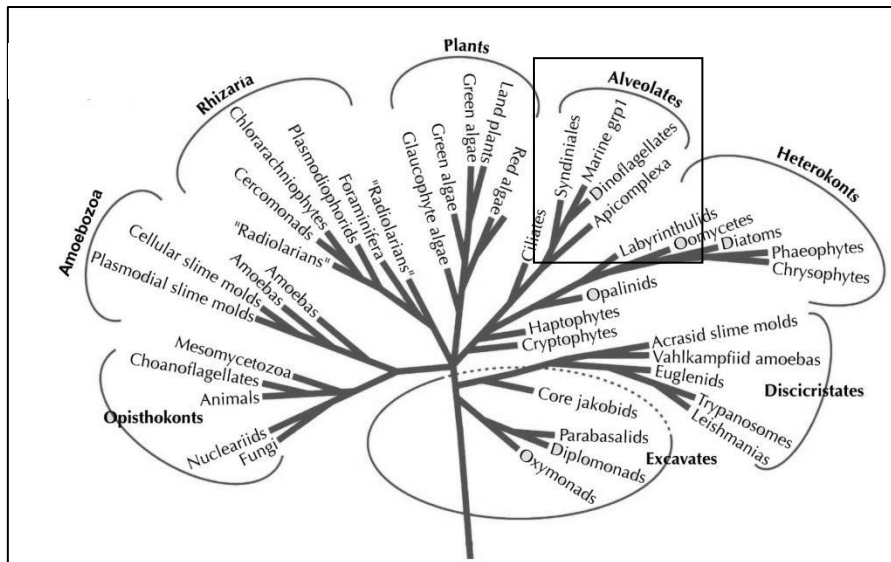 Plants
Alveolates
Rhizaria
Heterokonts
Amoebozoa
Opisthokonts
Discicristates
Excavates
Plasmodial slime molds
Cellular slime molds
Amoebas
Amoebas
"Radiolarians"
Cercomonads
Chlorarachniophytes
Plasmodiophorids
Foraminifera
"Radiolarians"
Glaucophyte algae
Green algae
Green algae
Land plants
Red algae
Ciliates
Syndiniales
Marine grp1
Dinoflagellates
Apicomplexa
Labyrinthulids
Oomycetes
Diatoms
Phaeophytes
Chrysophytes
Opalinids
Haptophytes
Cryptophytes
Acrasid slime molds
Vahlkampfiid amoebas
Euglenids
Trypanosomes
Leishmanias
Core jakobids
Parabasalids
Diplomonads
Oxymonads
Mesomycetozoa
Choanoflagellates
Animals
Nucleariids
Fungi